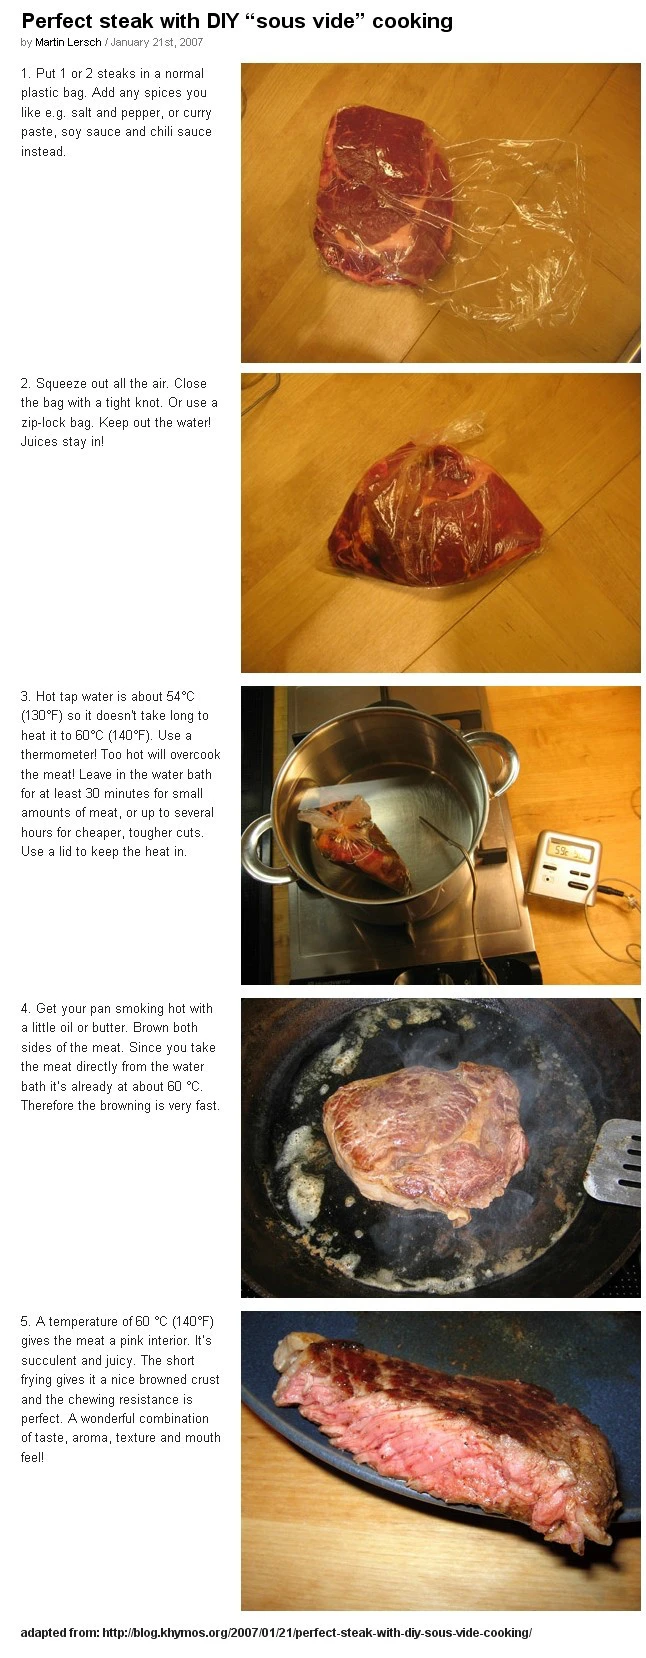 Perfect steak with DIY “sous vide” cooking
by Martin Lersch / January 21st, 2007
1. Put 1 or 2 steaks in a normal
plastic bag. Add any spices you
like e.g. salt and pepper, or curry
paste, soy sauce and chili sauce
instead.
2. Squeeze out all the air. Close
the bag with a tight knot. Or use a
zip-lock bag. Keep out the water!
Juices stay in!
3. Hot tap water is about 54°C
(130°F) so it doesn't take long to
heat it to 60°C (140°F). Use a
thermometer! Too hot will overcook
the meat! Leave in the water bath
for at least 30 minutes for small
amounts of meat, or up to several
hours for cheaper, tougher cuts.
Use a lid to keep the heat in.
4. Get your pan smoking hot with
a little oil or butter. Brown both
sides of the meat. Since you take
the meat directly from the water
bath it's already at about 60 °C.
Therefore the browning is very fast.
5. A temperature of 60 °C (140°F)
gives the meat a pink interior. It's
succulent and juicy. The short
frying gives it a nice browned crust
and the chewing resistance is
perfect. A wonderful combination
of taste, aroma, texture and mouth
feel!
adapted from: http://blog.khymos.org/2007/01/21/perfect-steak-with-diy-sous-vide-cooking/